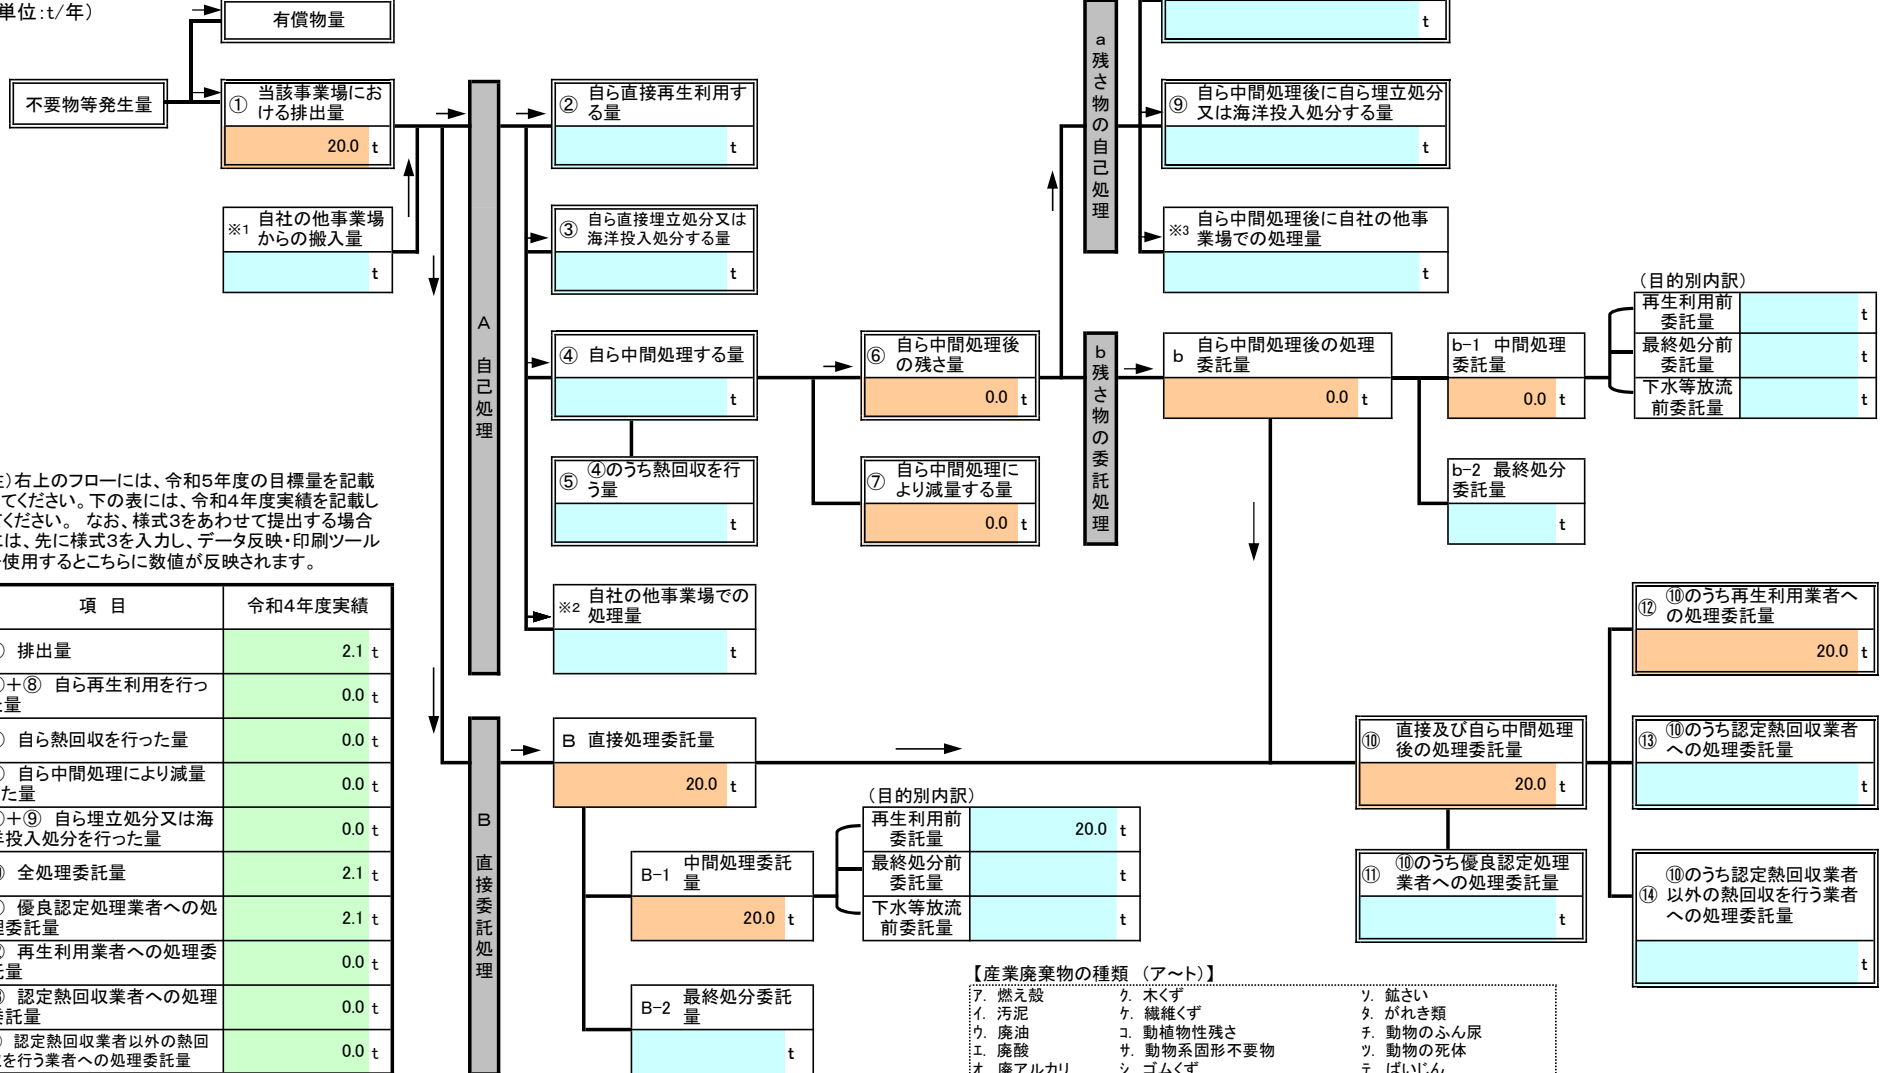 単位:t/年)
有償物量
不要物等発生量
① 当該事業場にお
ける排出量
20.0 t
※1 自社の他事業場
からの搬入量
t
A 自己処理
② 自ら直接再生利用す
る量
t
③ 自ら直接埋立処分又は
海洋投入処分する量
t
④ 自ら中間処理する量
t
⑤ ④のうち熱回収を行
う量
t
※2 自社の他事業場での
処理量
t
⑥ 自ら中間処理後
の残さ量
0.0 t
⑦ 自ら中間処理に
より減量する量
0.0 t
a 残さ物の自己処理
t
⑨ 自ら中間処理後に自ら埋立処分
又は海洋投入処分する量
t
※3 自ら中間処理後に自社の他事
業場での処理量
t
b 残さ物の委託処理
b 自ら中間処理後の処理
委託量
0.0 t
b-1 中間処理
委託量
0.0 t
b-2 最終処分
委託量
t
(目的別内訳)
再生利用前
委託量
t
最終処分前
委託量
t
下水等放流
前委託量
t
)右上のフローには、令和5年度の目標量を記載
てください。下の表には、令和4年度実績を記載し
ください。 なお、様式3をあわせて提出する場合
は、先に様式3を入力し、データ反映・印刷ツール
使用するとこちらに数値が反映されます。
項 目 令和4年度実績
) 排出量 2.1 t
)+⑧ 自ら再生利用を行っ
量 0.0 t
) 自ら熱回収を行った量 0.0 t
) 自ら中間処理により減量
た量 0.0 t
)+⑨ 自ら埋立処分又は海
投入処分を行った量 0.0 t
) 全処理委託量 2.1 t
) 優良認定処理業者への処
委託量 2.1 t
) 再生利用業者への処理委
量 0.0 t
) 認定熱回収業者への処理
託量 0.0 t
) 認定熱回収業者以外の熱回
を行う業者への処理委託量 0.0 t
B 直接委託処理
B 直接処理委託量
20.0 t
B-1 中間処理委託
量
20.0 t
B-2 最終処分委託
量
t
(目的別内訳)
再生利用前
委託量
20.0 t
最終処分前
委託量
t
下水等放流
前委託量
t
⑩ 直接及び自ら中間処理
後の処理委託量
20.0 t
⑪ ⑩のうち優良認定処理
業者への処理委託量
t
⑫ ⑩のうち再生利用業者へ
の処理委託量
20.0 t
⑬ ⑩のうち認定熱回収業者
への処理委託量
t
⑭ ⑩のうち認定熱回収業者
以外の熱回収を行う業者
への処理委託量
t
【産業廃棄物の種類 (ア~ト)】
ア. 燃え殻 ク. 木くず ソ. 鉱さい
イ. 汚泥 ケ. 繊維くず タ. がれき類
ウ. 廃油 コ. 動植物性残さ チ. 動物のふん尿
エ. 廃酸 サ. 動物系固形不要物 ツ. 動物の死体
オ. 廃アルカリ シ. ゴムくず テ. ばいじん